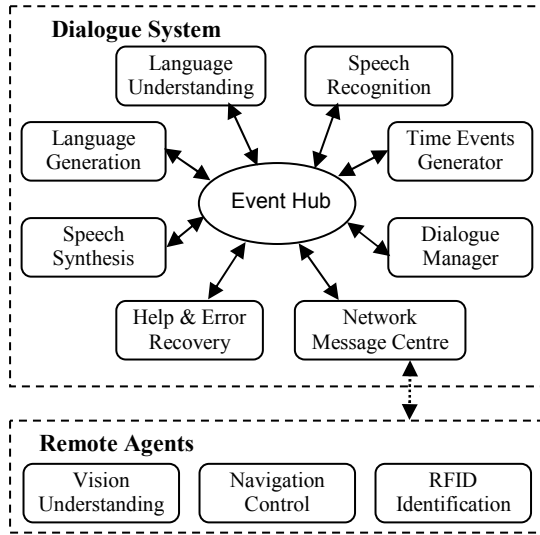 Dialogue System
Language
Understanding
Speech
Recognition
Language
Generation
Time Events
Generator
Event Hub
Speech
Synthesis
Dialogue
Manager
Help & Error
Recovery
Network
Message Centre
Remote Agents
Vision
Understanding
Navigation
Control
RFID
Identification